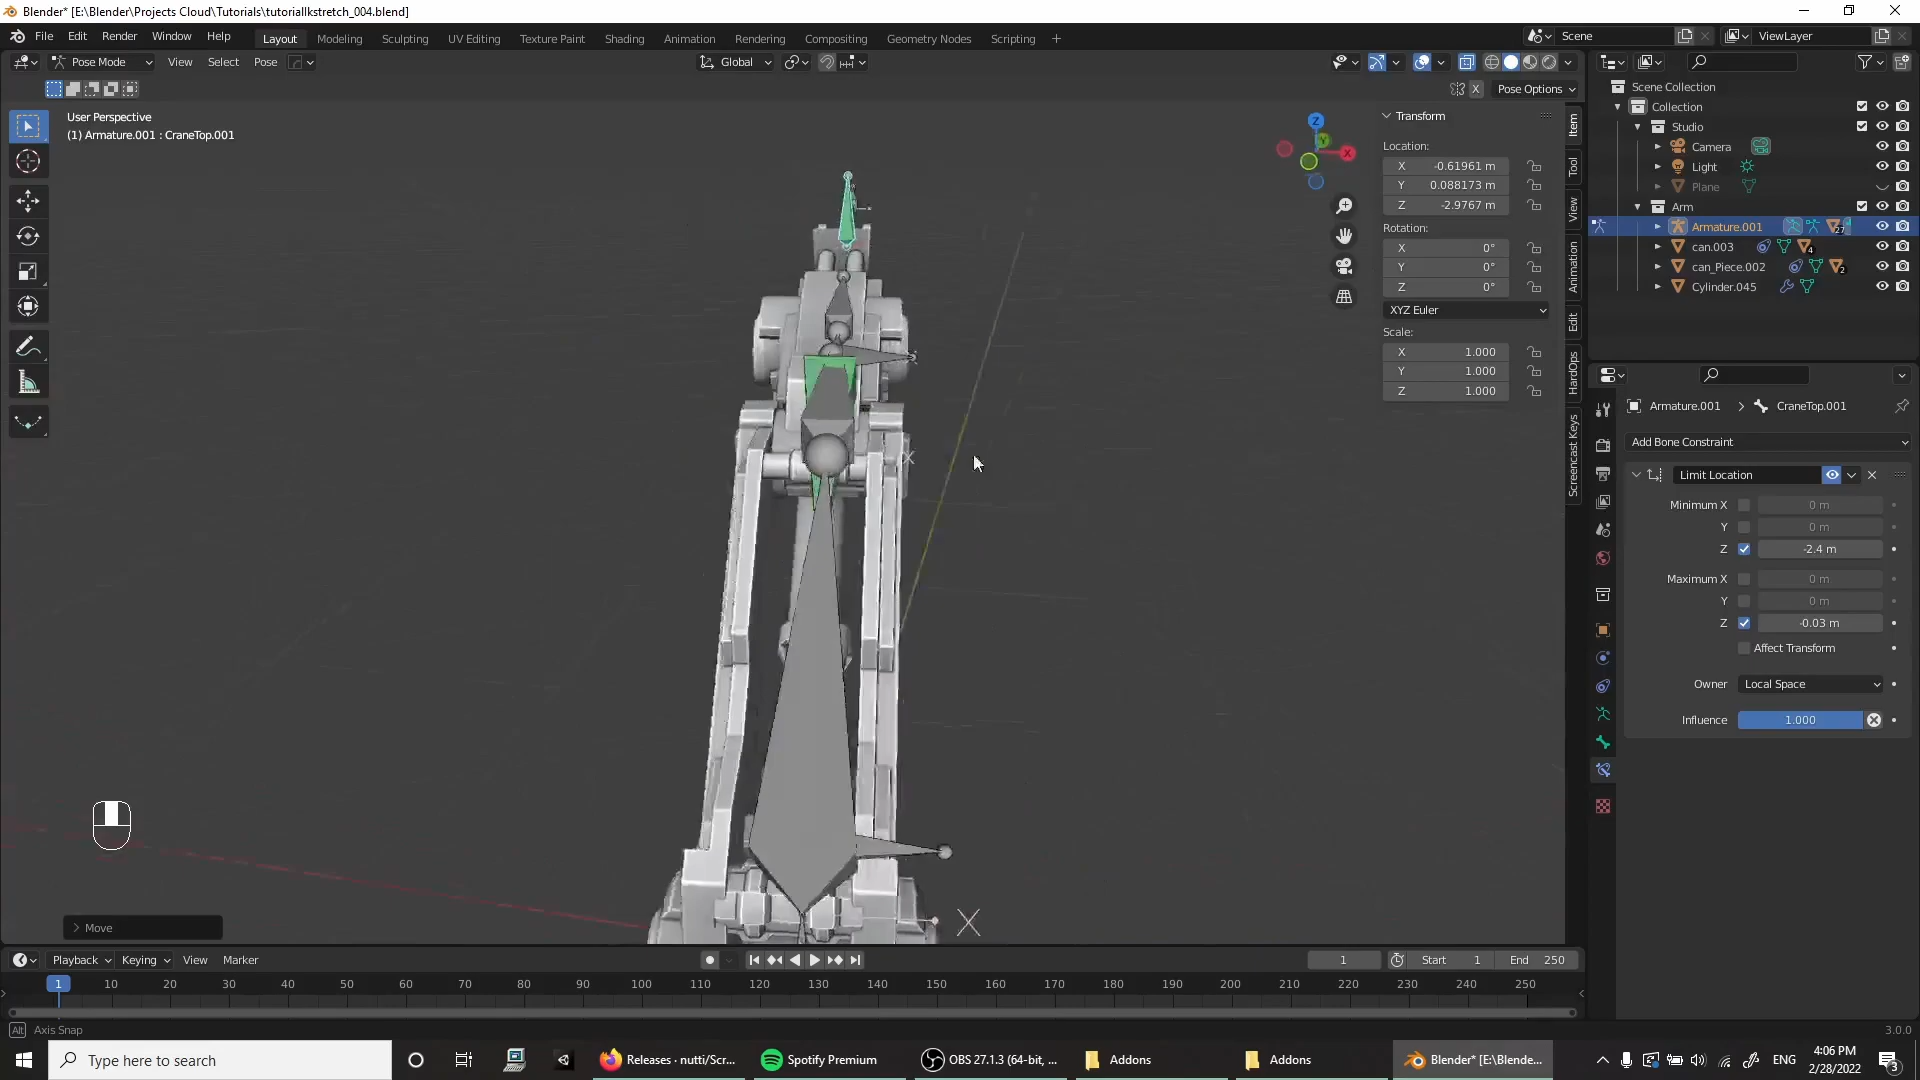 Blender* [E:\Blender\Projects Cloud\Tutorials\tutorialIkstretch_004.blend]
File Edit Render Window Help Layout Modeling Sculpting UV Editing Texture Paint Shading Animation Rendering Compositing Geometry Nodes Scripting + Scene ViewLayer
Pose Mode View Select Pose Global
X Pose Options
User Perspective
(1) Armature.001 : CraneTop.001
Z
Y
X
Transform
Location:
X -0.61961 m
Y 0.088173 m
Z -2.9767 m
Rotation:
X 0°
Y 0°
Z 0°
XYZ Euler
Scale:
X 1.000
Y 1.000
Z 1.000
Item
Tool
View
Animation
Edit
HardOps
Screencast Keys
Scene Collection
Collection
Studio
Camera
Light
Plane
Arm
Armature.001 27
can.003 4
can_Piece.002 2
Cylinder.045
Armature.001 > CraneTop.001
Add Bone Constraint
Limit Location
Minimum X 0 m
Y 0 m
Z -2.4 m
Maximum X 0 m
Y 0 m
Z -0.03 m
Affect Transform
Owner Local Space
Influence 1.000
> Move
Playback Keying View Marker 1 Start 1 End 250
1 10 20 30 40 50 60 70 80 90 100 110 120 130 140 150 160 170 180 190 200 210 220 230 240 250
Alt Axis Snap 3.0.0
Type here to search Releases · nutti/Scr... Spotify Premium OBS 27.1.3 (64-bit, ... Addons Addons Blender* [E:\Blende... ENG 4:06 PM
2/28/2022 3